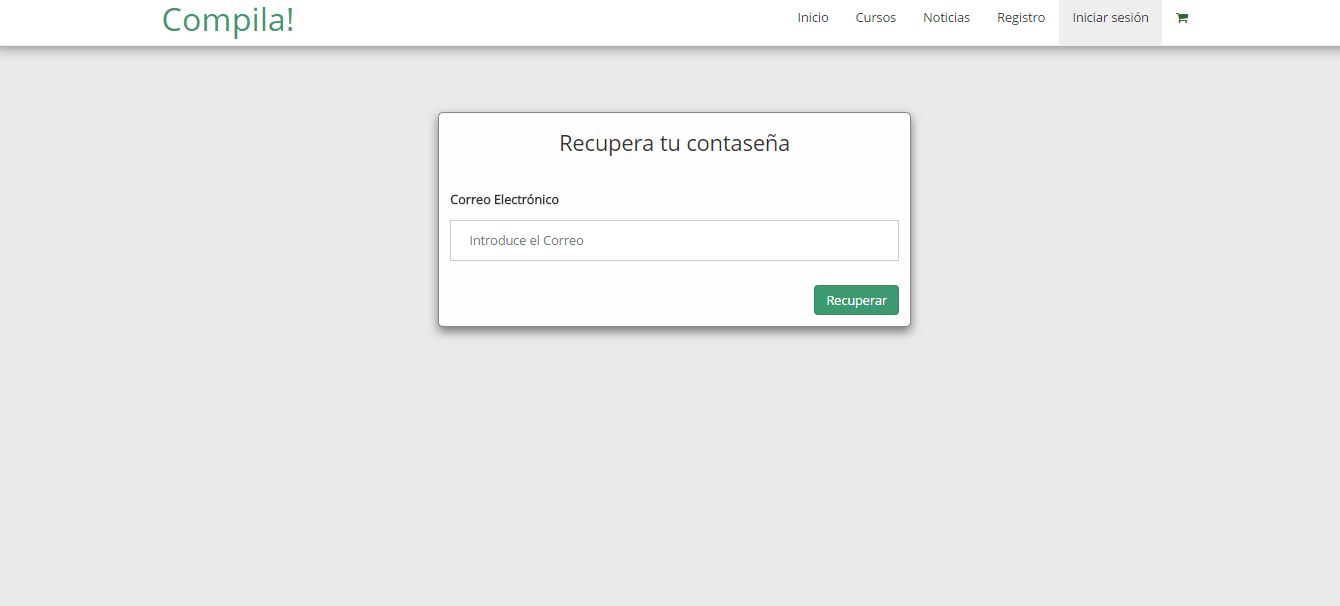 Compila!
Inicio Cursos Noticias Registro Iniciar sesión
Recupera tu contaseña
Correo Electrónico
Introduce el Correo
Recuperar